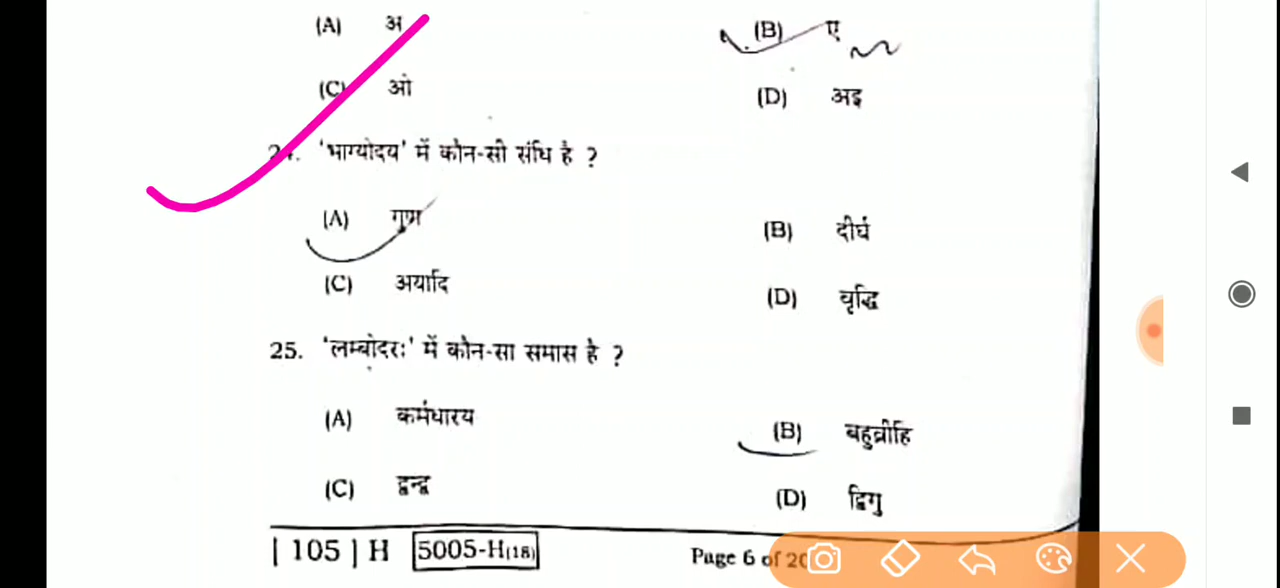 (A) अ (B) ए
(C) ओ (D) अइ
24. 'भाग्योदय' में कौन-सी संधि है ?
(A) गुण (B) दीर्घ
(C) अयादि (D) वृद्धि
25. 'लम्बोदरः' में कौन-सा समास है ?
(A) कर्मधारय (B) बहुव्रीहि
(C) द्वन्द्व (D) द्विगु
| 105 | H 5005-H(18) Page 6 of 20